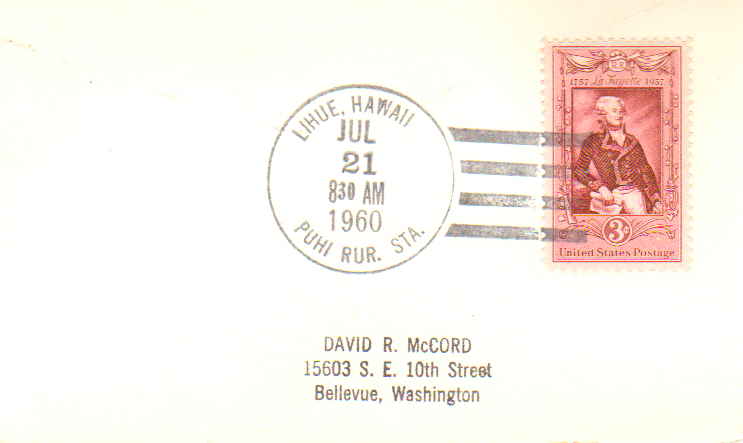 LIHUE, HAWAII
JUL
21
830 AM
1960
PUHI RUR. STA.
1757 La Fayette 1957
3¢
United States Postage
DAVID R. McCORD
15603 S. E. 10th Street
Bellevue, Washington